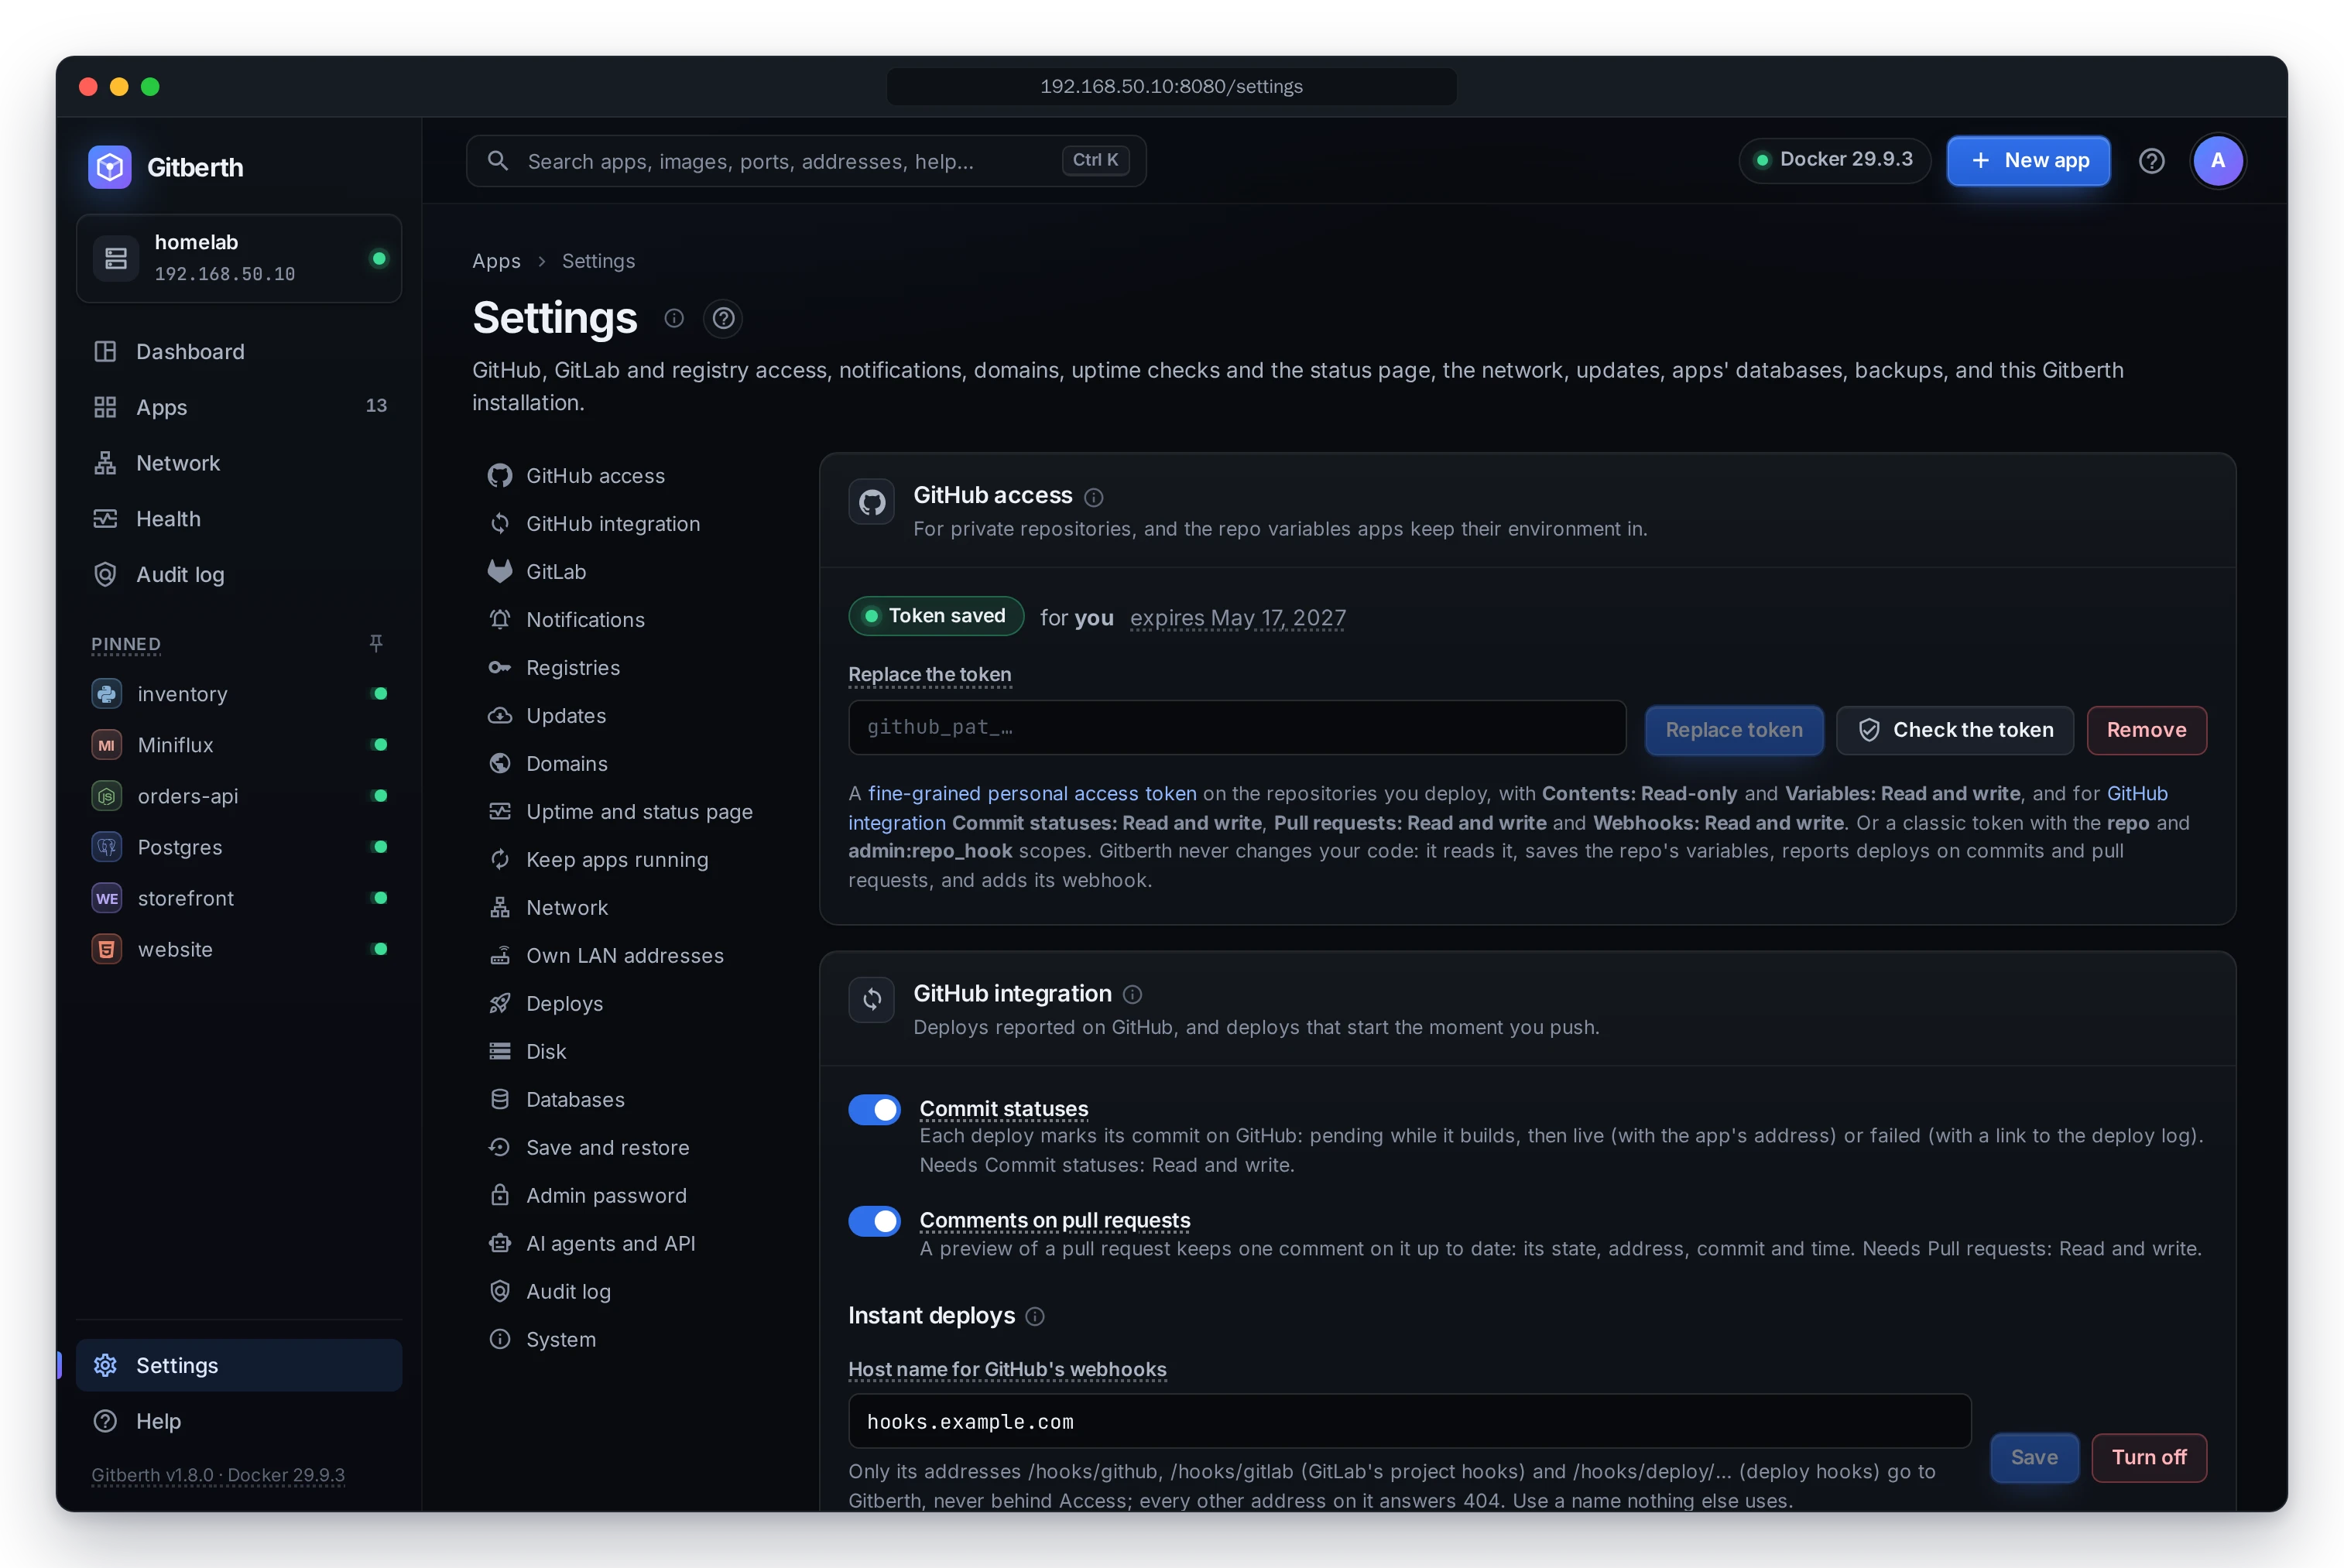 192.168.50.10:8080/settings
Gitberth
Search apps, images, ports, addresses, help...
Ctrl K
Docker 29.9.3
New app
A
homelab
192.168.50.10
Dashboard
Apps 13
Network
Health
Audit log
PINNED
inventory
MI Miniflux
orders-api
Postgres
WE storefront
website
Settings
Help
Gitberth v1.8.0 · Docker 29.9.3
Apps > Settings
Settings
GitHub, GitLab and registry access, notifications, domains, uptime checks and the status page, the network, updates, apps' databases, backups, and this Gitberth
installation.
GitHub access
GitHub integration
GitLab
Notifications
Registries
Updates
Domains
Uptime and status page
Keep apps running
Network
Own LAN addresses
Deploys
Disk
Databases
Save and restore
Admin password
AI agents and API
Audit log
System
GitHub access
For private repositories, and the repo variables apps keep their environment in.
Token saved for you expires May 17, 2027
Replace the token
github_pat_…
Replace token
Check the token
Remove
A fine-grained personal access token on the repositories you deploy, with Contents: Read-only and Variables: Read and write, and for GitHub
integration Commit statuses: Read and write, Pull requests: Read and write and Webhooks: Read and write. Or a classic token with the repo and
admin:repo_hook scopes. Gitberth never changes your code: it reads it, saves the repo's variables, reports deploys on commits and pull
requests, and adds its webhook.
GitHub integration
Deploys reported on GitHub, and deploys that start the moment you push.
Commit statuses
Each deploy marks its commit on GitHub: pending while it builds, then live (with the app's address) or failed (with a link to the deploy log).
Needs Commit statuses: Read and write.
Comments on pull requests
A preview of a pull request keeps one comment on it up to date: its state, address, commit and time. Needs Pull requests: Read and write.
Instant deploys
Host name for GitHub's webhooks
hooks.example.com
Save
Turn off
Only its addresses /hooks/github, /hooks/gitlab (GitLab's project hooks) and /hooks/deploy/… (deploy hooks) go to
Gitberth, never behind Access; every other address on it answers 404. Use a name nothing else uses.